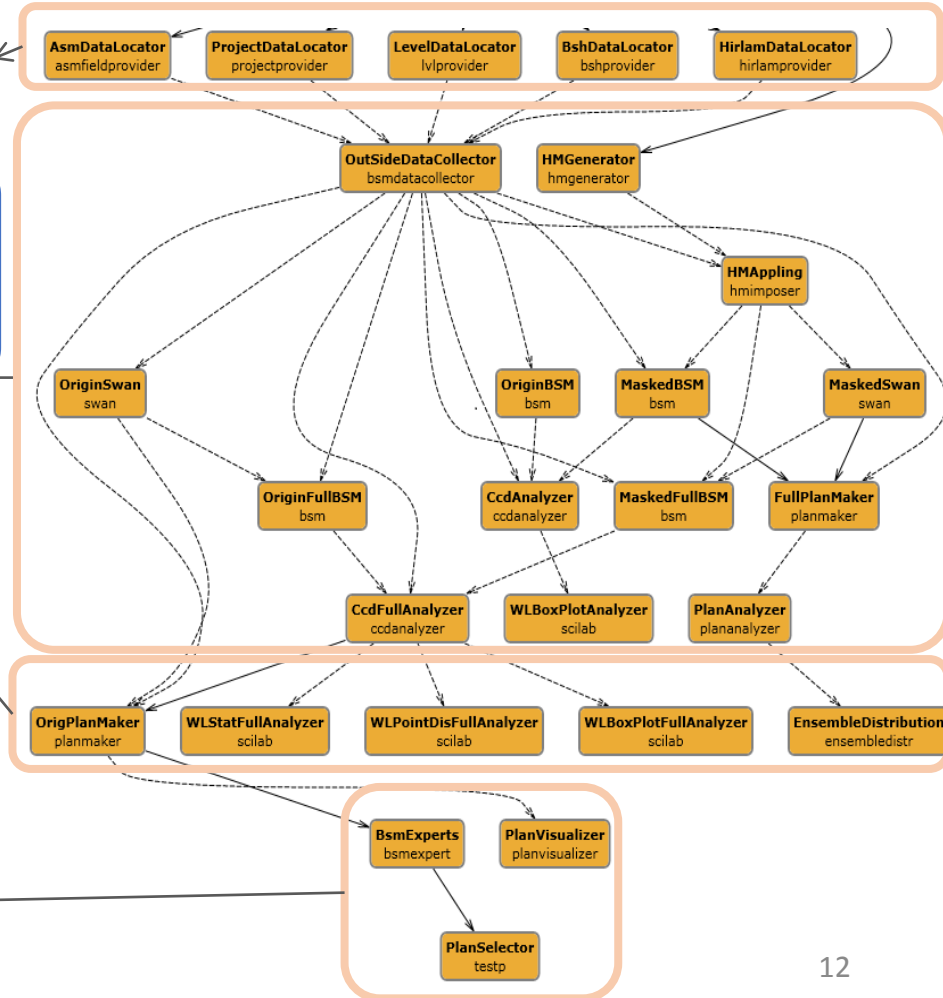 AsmDataLocator
asmfieldprovider
ProjectDataLocator
projectprovider
LevelDataLocator
lvlprovider
BshDataLocator
bshprovider
HirlamDataLocator
hirlamprovider
OutSideDataCollector
bsmdatacollector
HMGenerator
hmgenerator
HMAppling
hmimposer
OriginSwan
swan
OriginBSM
bsm
MaskedBSM
bsm
MaskedSwan
swan
OriginFullBSM
bsm
CcdAnalyzer
ccdanalyzer
MaskedFullBSM
bsm
FullPlanMaker
planmaker
CcdFullAnalyzer
ccdanalyzer
WLBoxPlotAnalyzer
scilab
PlanAnalyzer
plananalyzer
OrigPlanMaker
planmaker
WLStatFullAnalyzer
scilab
WLPointDisFullAnalyzer
scilab
WLBoxPlotFullAnalyzer
scilab
EnsembleDistribution
ensembledistr
BsmExperts
bsmexpert
PlanVisualizer
planvisualizer
PlanSelector
testp
12